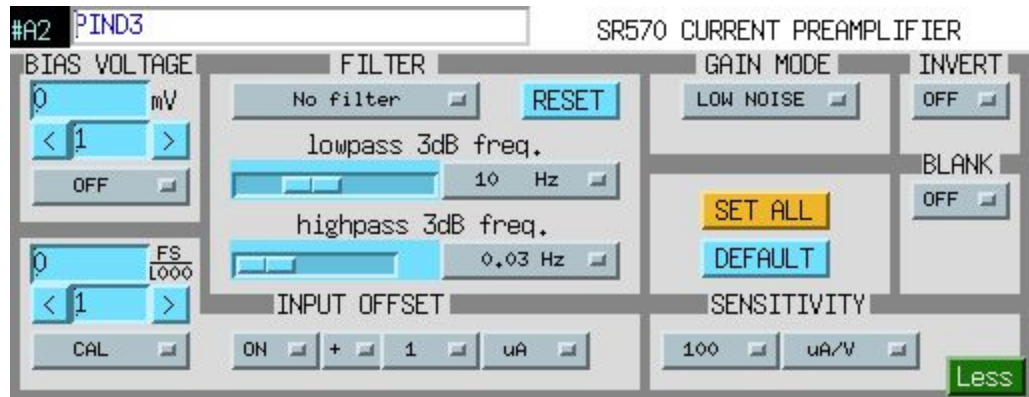 #A2 PIND3 SR570 CURRENT PREAMPLIFIER
BIAS VOLTAGE
0 mV
< 1 >
OFF
FILTER
No filter RESET
lowpass 3dB freq.
10 Hz
highpass 3dB freq.
0.03 Hz
GAIN MODE
LOW NOISE
INVERT
OFF
BLANK
OFF
SET ALL
DEFAULT
0 FS
1000
< 1 >
CAL
INPUT OFFSET
ON + 1 uA
SENSITIVITY
100 uA/V
Less